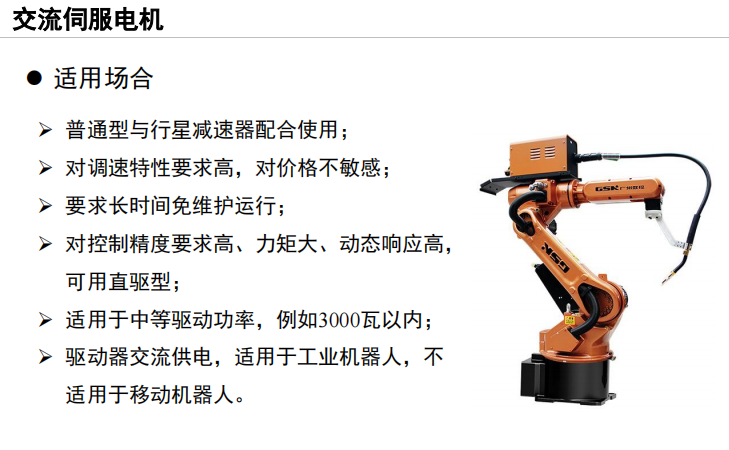 交流伺服电机
● 适用场合
➢ 普通型与行星减速器配合使用；
➢ 对调速特性要求高，对价格不敏感；
➢ 要求长时间免维护运行；
➢ 对控制精度要求高、力矩大、动态响应高，
可用直驱型；
➢ 适用于中等驱动功率，例如3000瓦以内；
➢ 驱动器交流供电，适用于工业机器人，不
适用于移动机器人。
GSK 广州数控
GSK